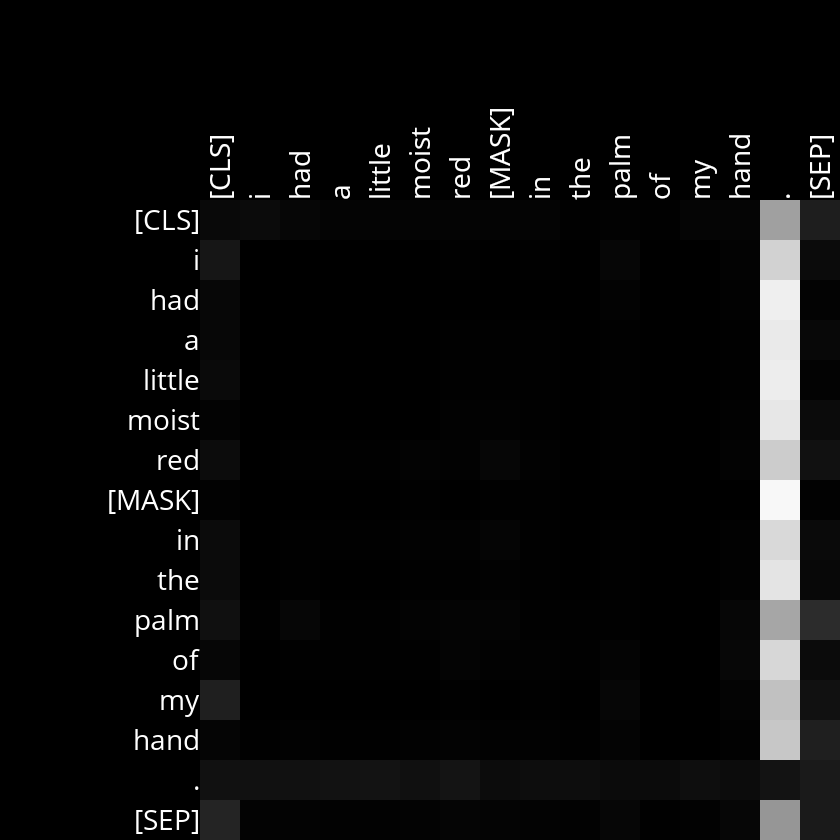 [CLS] i had a little moist red [MASK] in the palm of my hand . [SEP]
[CLS]
i
had
a
little
moist
red
[MASK]
in
the
palm
of
my
hand
.
[SEP]